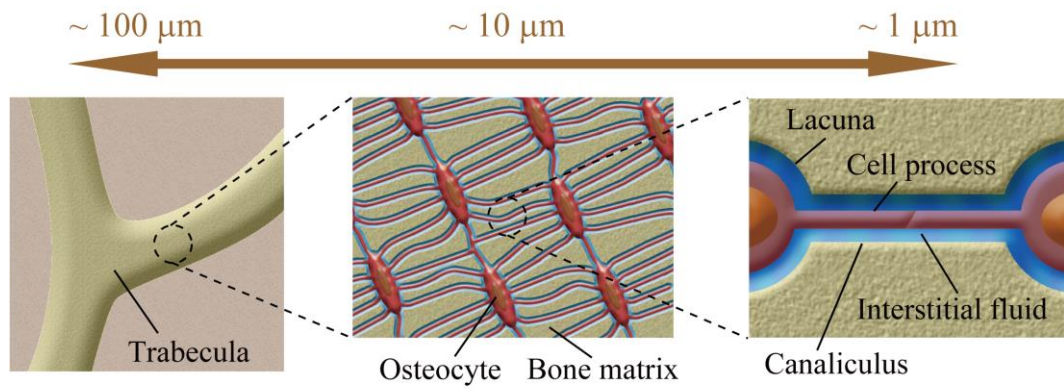 ~ 100 µm
~ 10 µm
~ 1 µm
Lacuna
Cell process
Trabecula
Osteocyte
Bone matrix
Interstitial fluid
Canaliculus